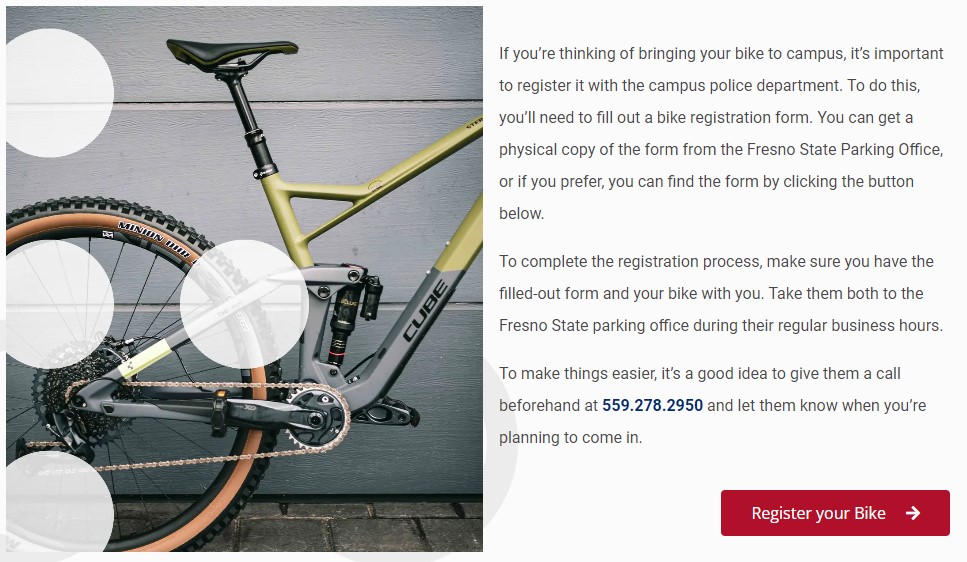 If you’re thinking of bringing your bike to campus, it’s important
to register it with the campus police department. To do this,
you’ll need to fill out a bike registration form. You can get a
physical copy of the form from the Fresno State Parking Office,
or if you prefer, you can find the form by clicking the button
below.
To complete the registration process, make sure you have the
filled-out form and your bike with you. Take them both to the
Fresno State parking office during their regular business hours.
To make things easier, it’s a good idea to give them a call
beforehand at 559.278.2950 and let them know when you’re
planning to come in.
Register your Bike
MINION
CUBE